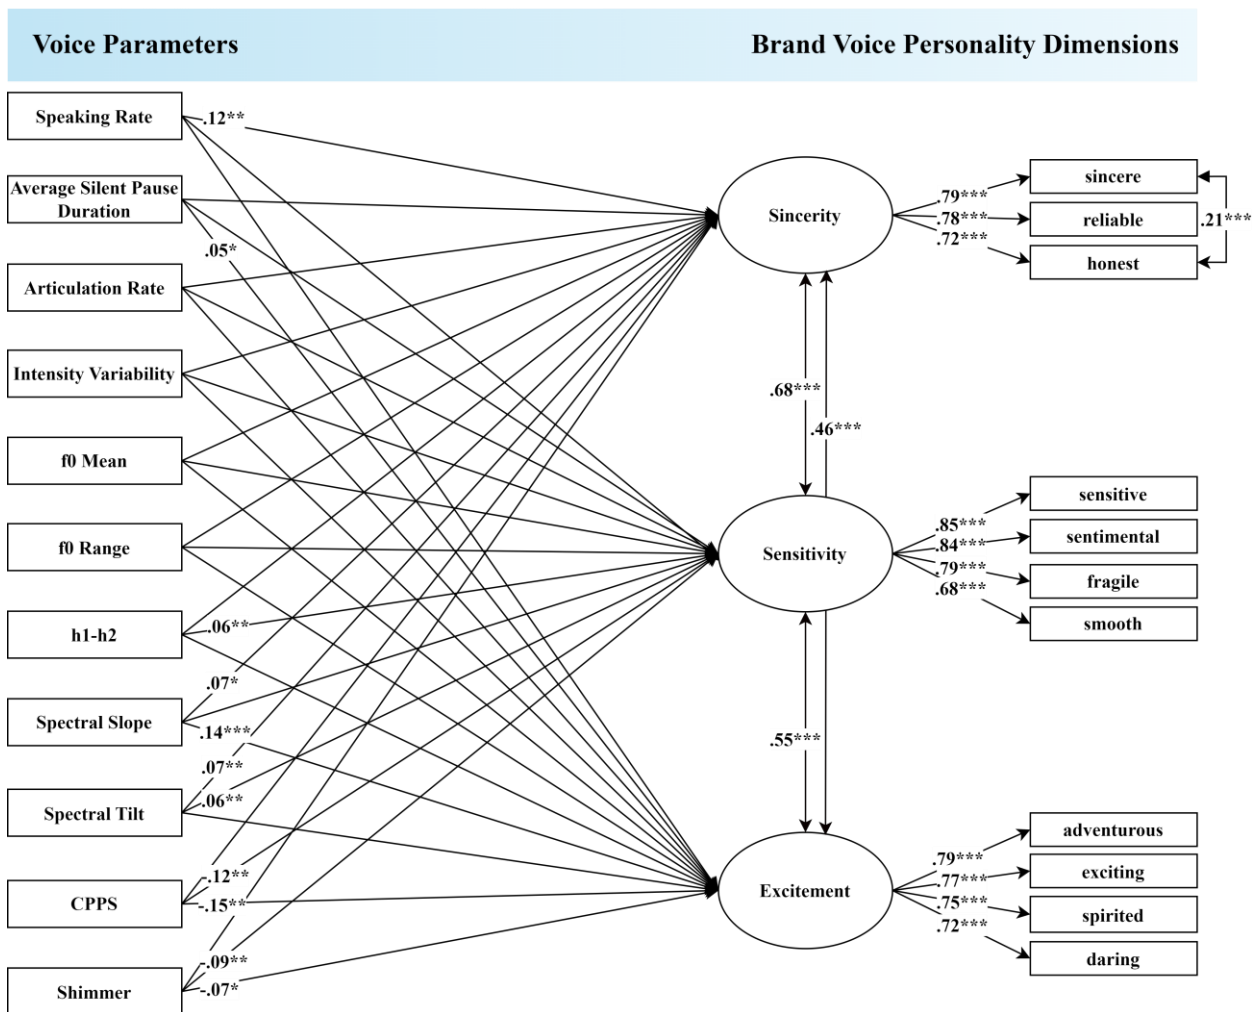 Voice Parameters
Brand Voice Personality Dimensions
Speaking Rate
.12**
Average Silent Pause
Duration
.05*
Articulation Rate
Intensity Variability
f0 Mean
f0 Range
h1-h2
.06**
Spectral Slope
.07*
.14***
Spectral Tilt
.07**
.06**
CPPS
-.12**
-.15**
Shimmer
-.09**
-.07*
Sincerity
.79***
.78***
.72***
sincere
reliable
honest
.21***
.68***
.46***
Sensitivity
.85***
.84***
.79***
.68***
sensitive
sentimental
fragile
smooth
.55***
Excitement
.79***
.77***
.75***
.72***
adventurous
exciting
spirited
daring